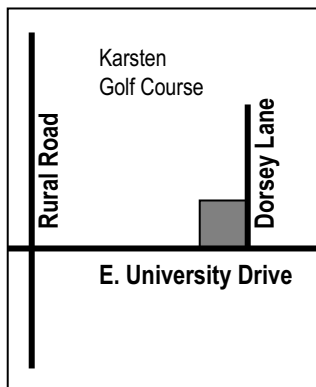 Karsten
Golf Course
Rural Road
Dorsey Lane
E. University Drive